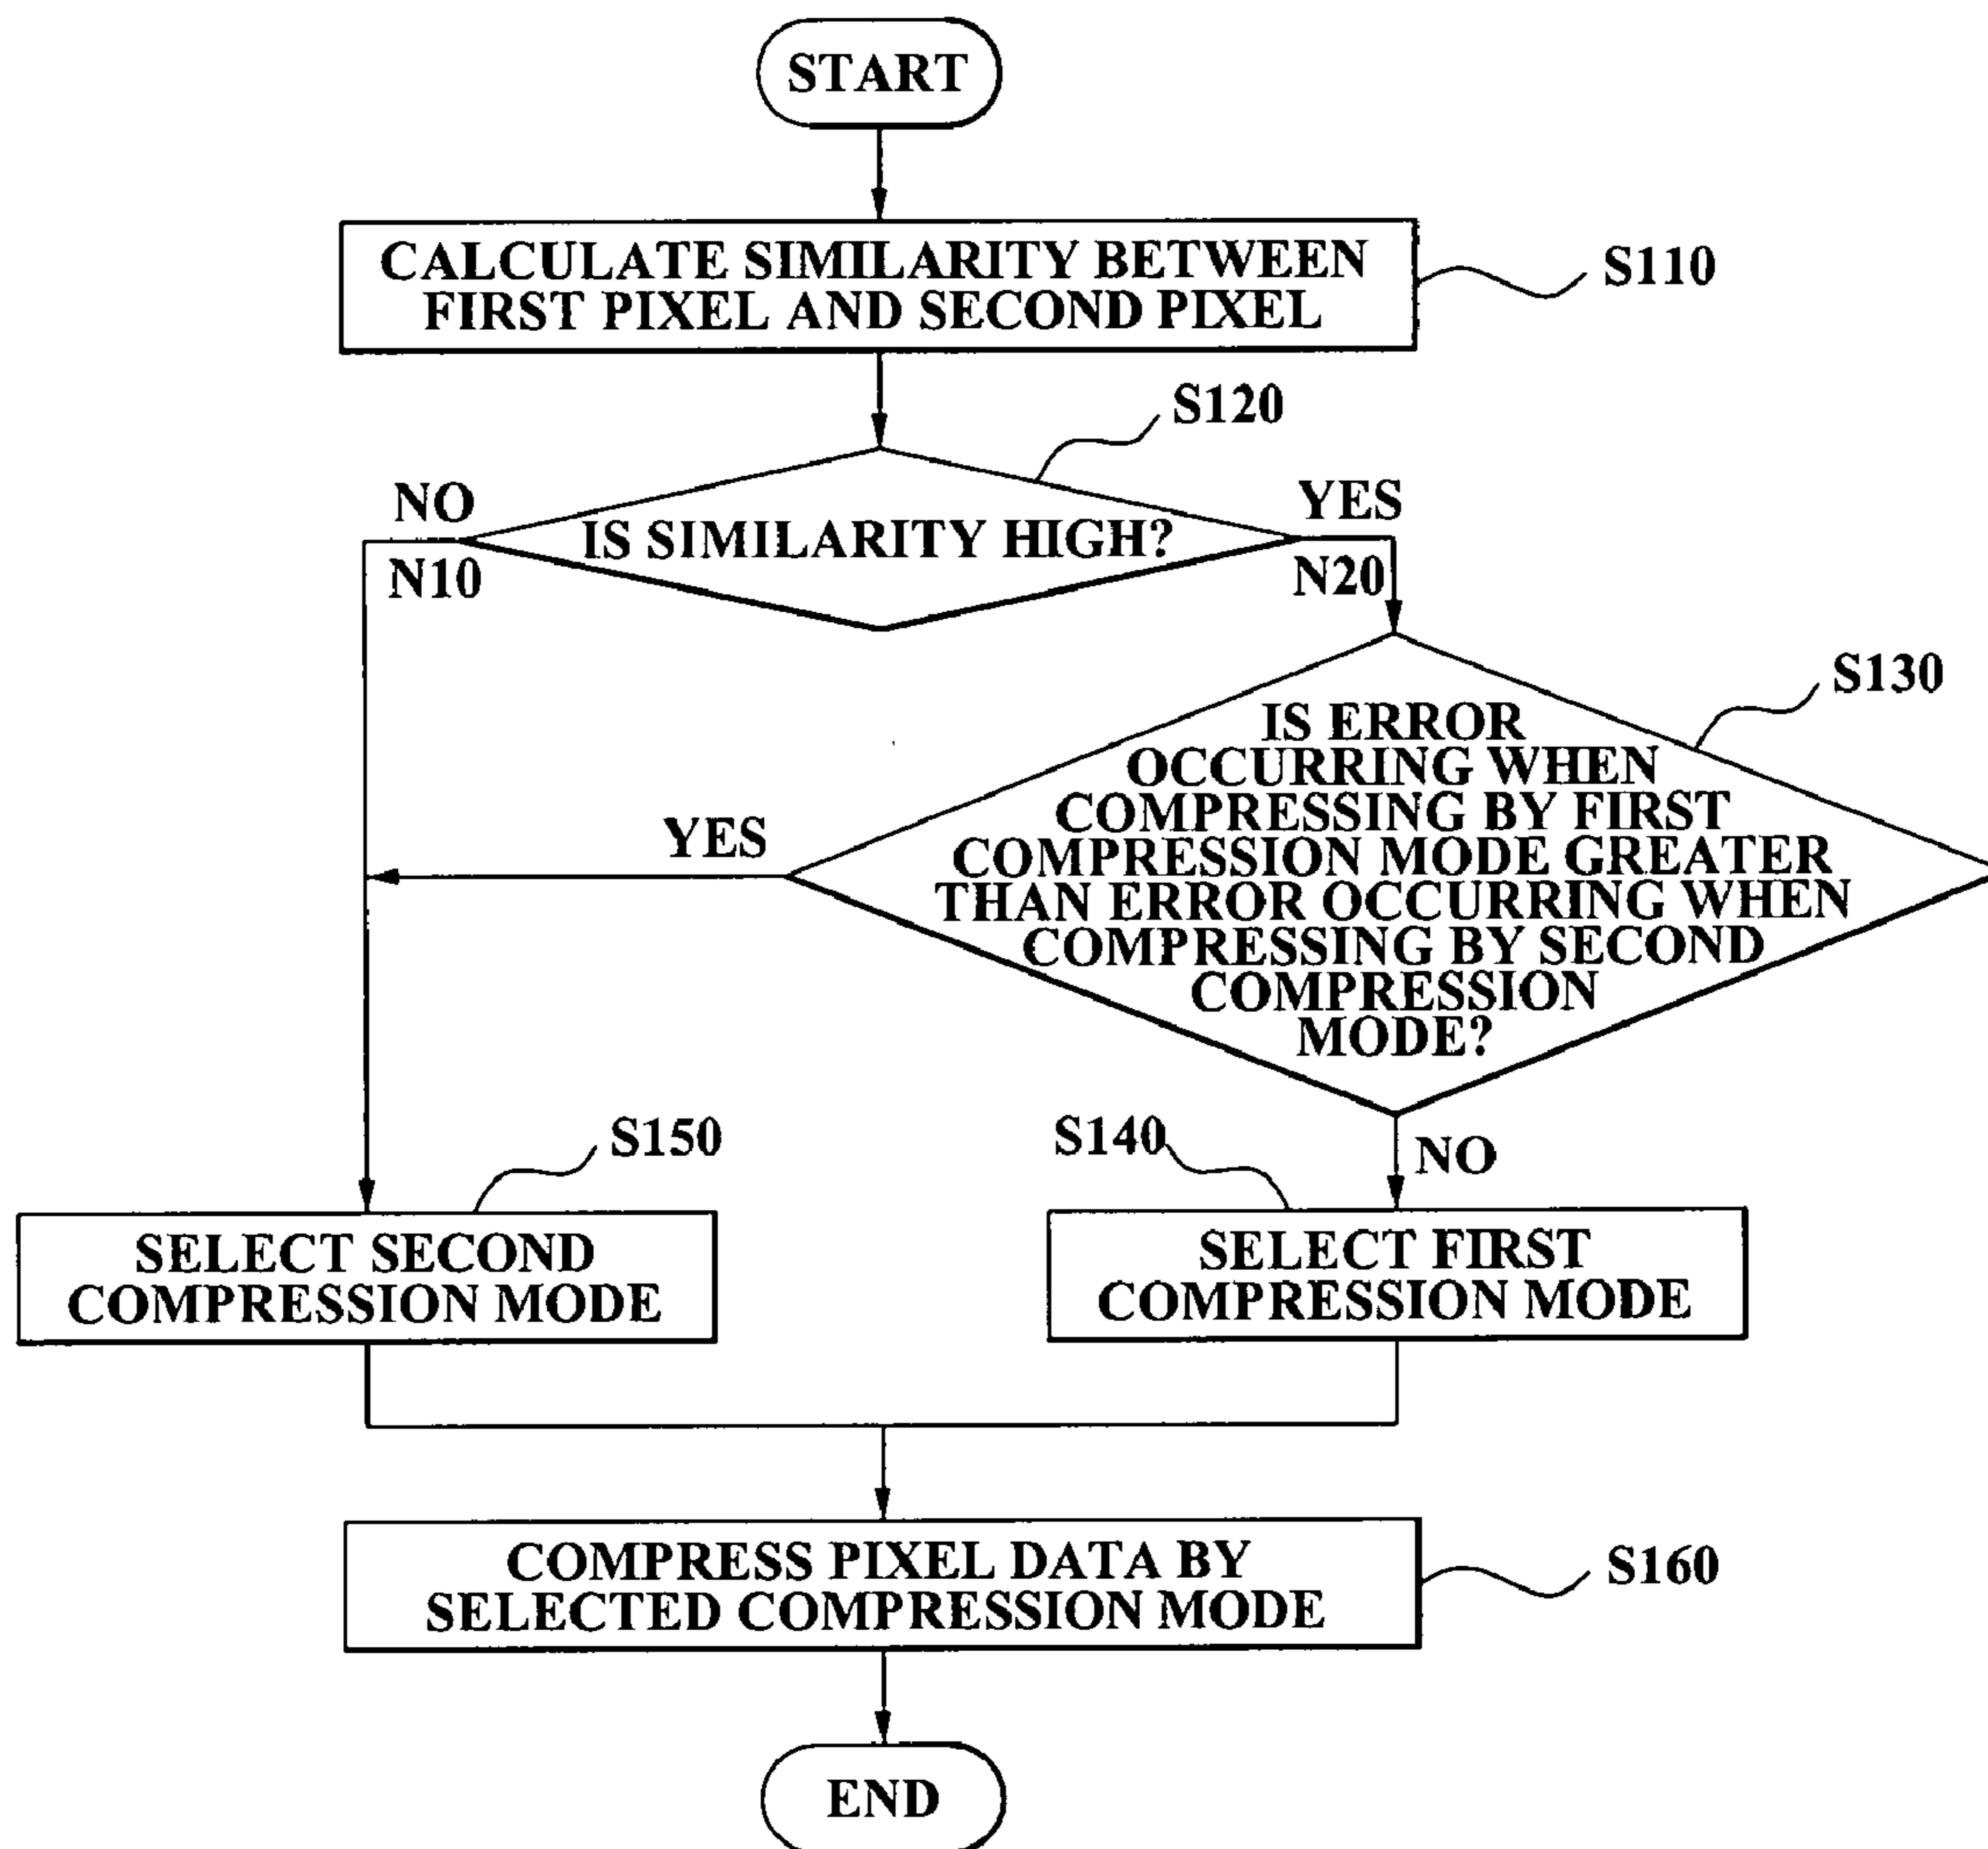 START
CALCULATE SIMILARITY BETWEEN
FIRST PIXEL AND SECOND PIXEL
S110
S120
NO
YES
IS SIMILARITY HIGH?
N10
N20
S130
IS ERROR
OCCURRING WHEN
COMPRESSING BY FIRST
COMPRESSION MODE GREATER
THAN ERROR OCCURRING WHEN
COMPRESSING BY SECOND
COMPRESSION
MODE?
YES
S150
S140
NO
SELECT SECOND
COMPRESSION MODE
SELECT FIRST
COMPRESSION MODE
COMPRESS PIXEL DATA BY
SELECTED COMPRESSION MODE
S160
END